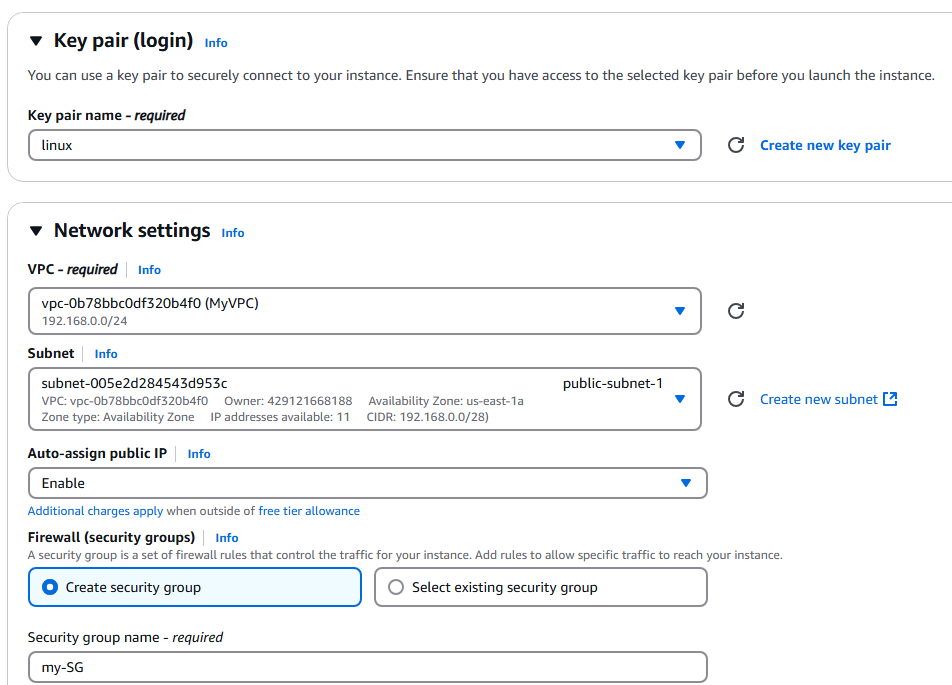 Key pair (login) Info
You can use a key pair to securely connect to your instance. Ensure that you have access to the selected key pair before you launch the instance.
Key pair name - required
linux
Create new key pair
Network settings Info
VPC - required Info
vpc-0b78bbc0df320b4f0 (MyVPC)
192.168.0.0/24
Subnet Info
subnet-005e2d284543d953c public-subnet-1
VPC: vpc-0b78bbc0df320b4f0 Owner: 429121668188 Availability Zone: us-east-1a
Zone type: Availability Zone IP addresses available: 11 CIDR: 192.168.0.0/28)
Create new subnet
Auto-assign public IP Info
Enable
Additional charges apply when outside of free tier allowance
Firewall (security groups) Info
A security group is a set of firewall rules that control the traffic for your instance. Add rules to allow specific traffic to reach your instance.
Create security group Select existing security group
Security group name - required
my-SG